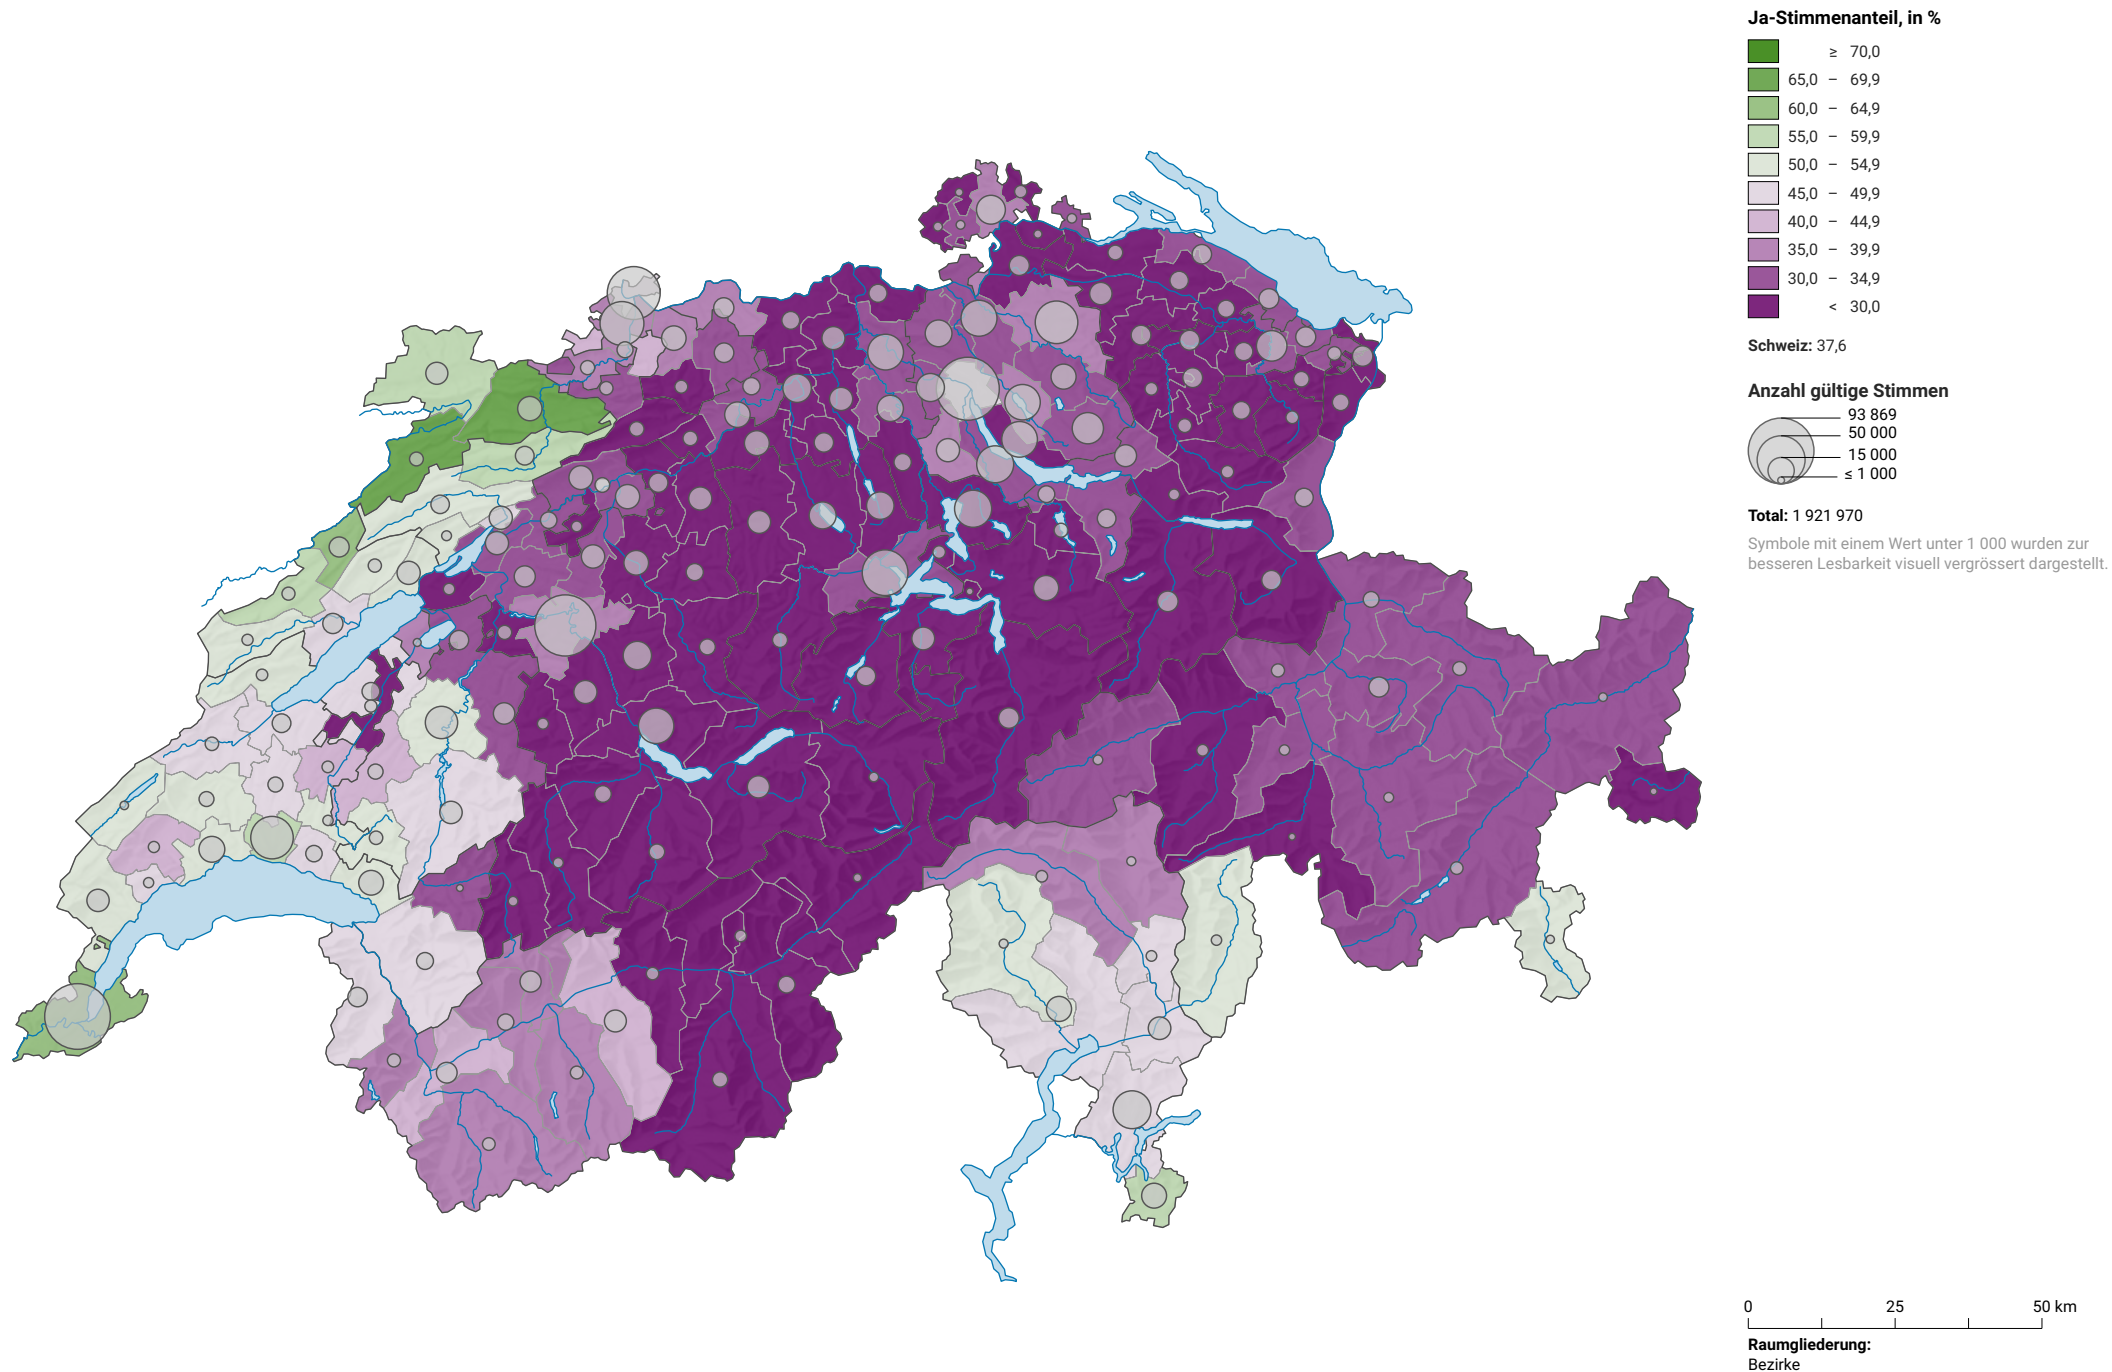 Ja-Stimmenanteil, in %
≥ 70,0
65,0 – 69,9
60,0 – 64,9
55,0 – 59,9
50,0 – 54,9
45,0 – 49,9
40,0 – 44,9
35,0 – 39,9
30,0 – 34,9
< 30,0
Schweiz: 37,6
Anzahl gültige Stimmen
93 869
50 000
15 000
≤ 1 000
Total: 1 921 970
Symbole mit einem Wert unter 1 000 wurden zur
besseren Lesbarkeit visuell vergrössert dargestellt.
0 25 50 km
Raumgliederung:
Bezirke